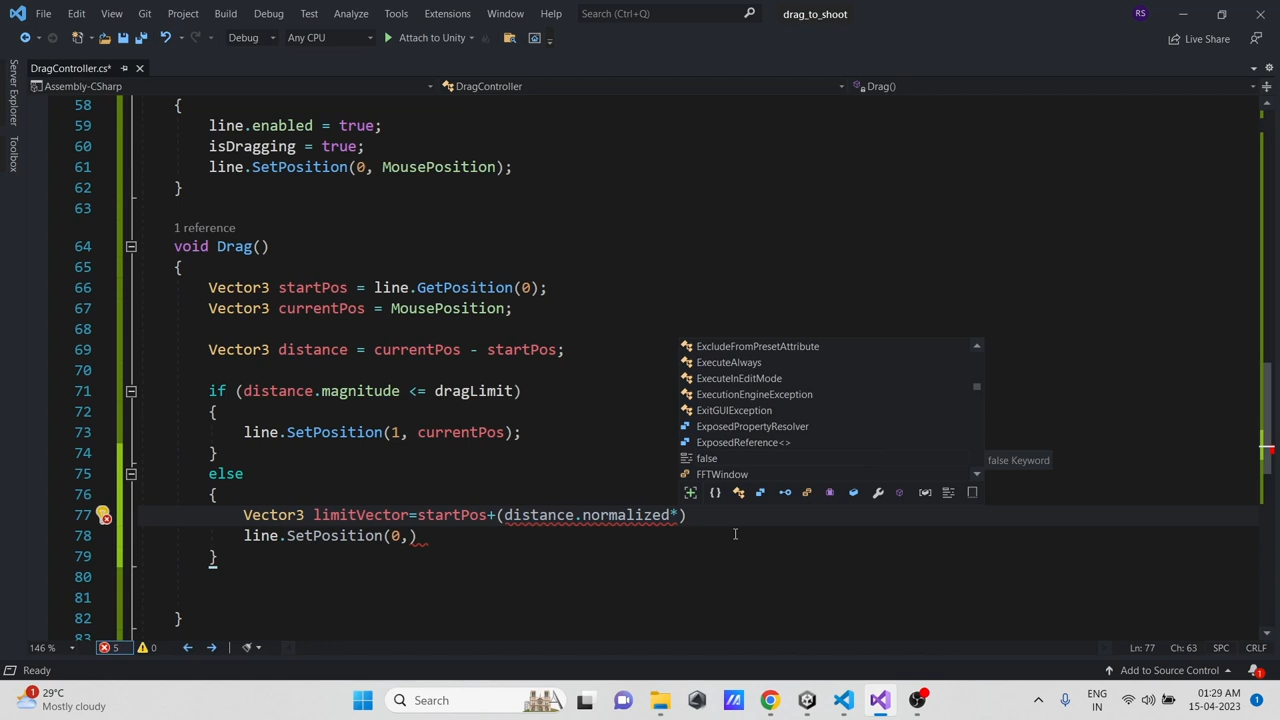 File Edit View Git Project Build Debug Test Analyze Tools Extensions Window Help Search (Ctrl+Q) drag_to_shoot RS
Debug Any CPU Attach to Unity Live Share
DragController.cs*
Assembly-CSharp DragController Drag()
Server Explorer
Toolbox
58 {
59 line.enabled = true;
60 isDragging = true;
61 line.SetPosition(0, MousePosition);
62 }
63
1 reference
64 void Drag()
65 {
66 Vector3 startPos = line.GetPosition(0);
67 Vector3 currentPos = MousePosition;
68
69 Vector3 distance = currentPos - startPos;
70
71 if (distance.magnitude <= dragLimit)
72 {
73 line.SetPosition(1, currentPos);
74 }
75 else
76 {
77 Vector3 limitVector=startPos+(distance.normalized*)
78 line.SetPosition(0,)
79 }
80
81
82 }
83
ExcludeFromPresetAttribute
ExecuteAlways
ExecuteInEditMode
ExecutionEngineException
ExitGUIException
ExposedPropertyResolver
ExposedReference<>
false
false Keyword
FFTWindow
146 % 5 0 Ln: 77 Ch: 63 SPC CRLF
Ready Add to Source Control 1
1 29°C
Mostly cloudy
Search
ENG
IN
01:29 AM
15-04-2023
1